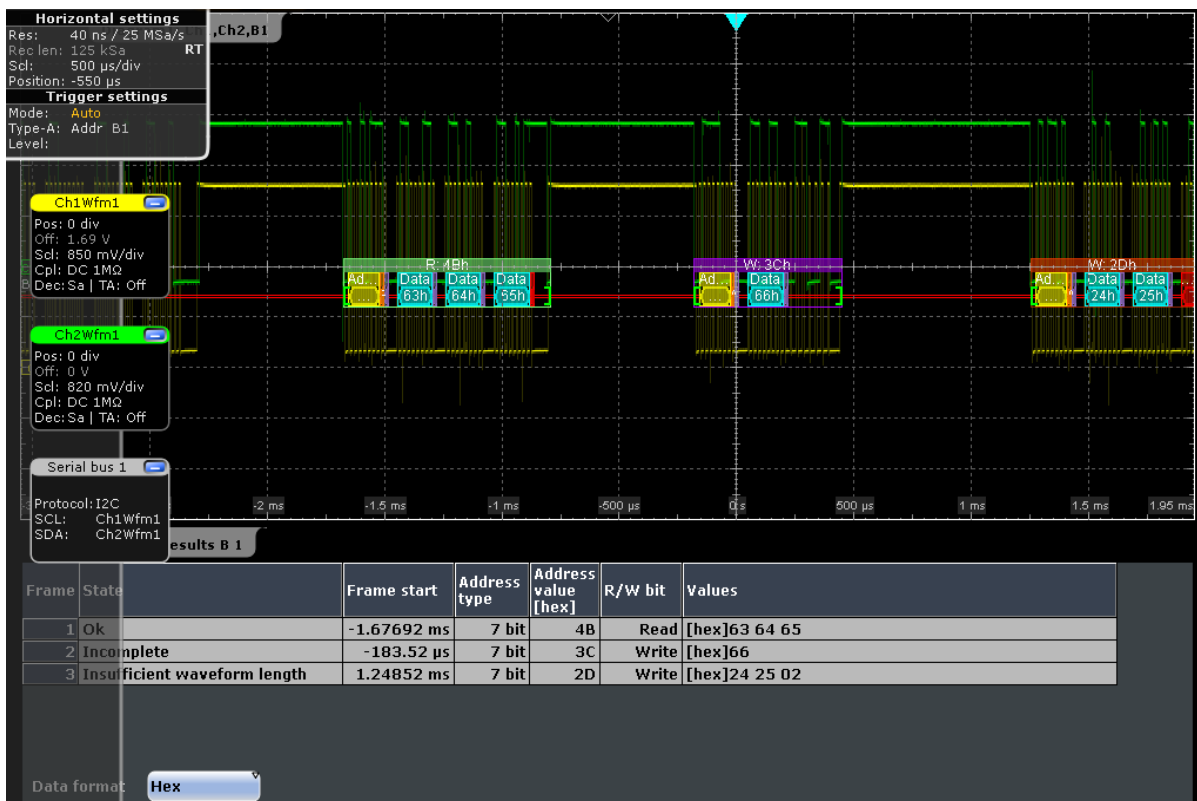 Horizontal settings
Res: 40 ns / 25 MSa/s
Rec len: 125 kSa RT
Scl: 500 µs/div
Position: -550 µs
Trigger settings
Mode: Auto
Type-A: Addr B1
Level:
,Ch2,B1
Ch1Wfm1
Pos: 0 div
Off: 1.69 V
Scl: 850 mV/div
Cpl: DC 1MΩ
Dec: Sa | TA: Off
R: 4Bh
Ad...
Data
Data
Data
63h
64h
65h
W: 3Ch
Ad...
Data
66h
W: 2Dh
Ad...
Data
Data
24h
25h
Ch2Wfm1
Pos: 0 div
Off: 0 V
Scl: 820 mV/div
Cpl: DC 1MΩ
Dec: Sa | TA: Off
Serial bus 1
Protocol: I2C
SCL: Ch1Wfm1
SDA: Ch2Wfm1
-2 ms -1.5 ms -1 ms -500 µs 0 s 500 µs 1 ms 1.5 ms 1.95 ms
esults B 1
Frame State Frame start Address type Address value [hex] R/W bit Values
1 Ok -1.67692 ms 7 bit 4B Read [hex]63 64 65
2 Incomplete -183.52 µs 7 bit 3C Write [hex]66
3 Insufficient waveform length 1.24852 ms 7 bit 2D Write [hex]24 25 02
Data format Hex